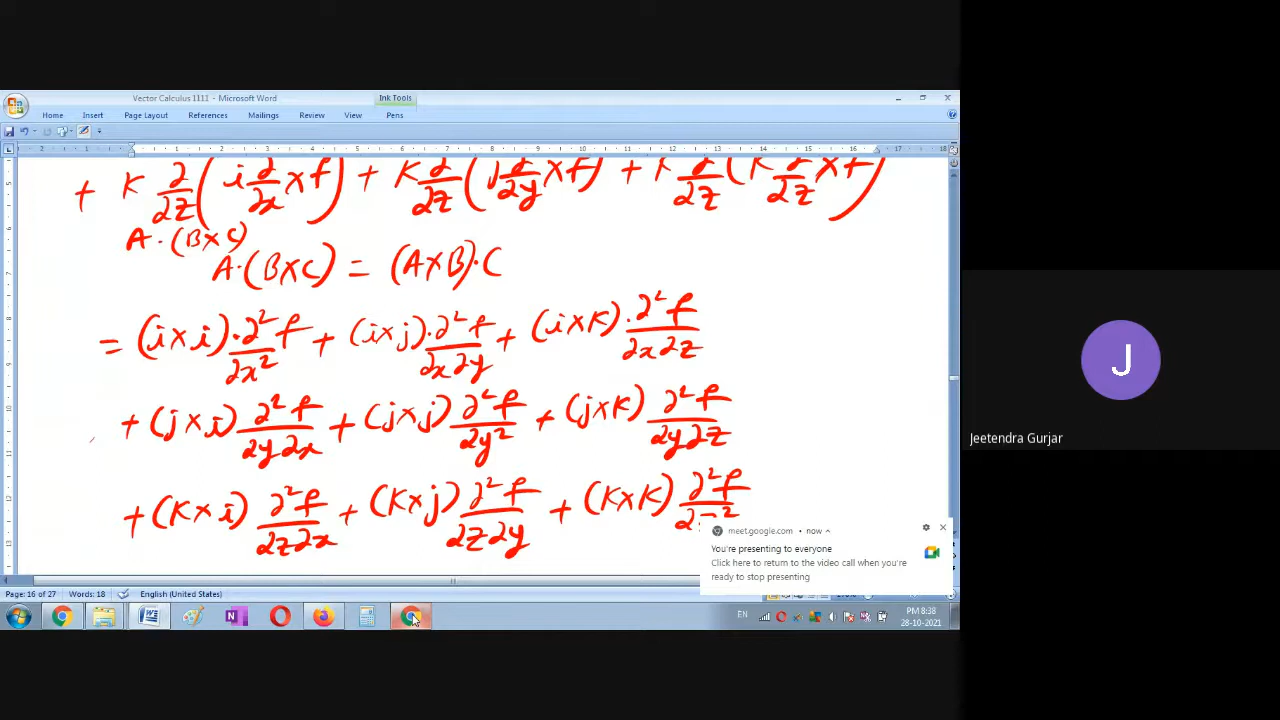 Vector Calculus 1111 - Microsoft Word
Ink Tools
Home Insert Page Layout References Mailings Review View Pens
+ K ∂/∂z (i ∂/∂x × f) + K ∂/∂z (j ∂/∂y × f) + K ∂/∂z (K ∂/∂z × f)
A · (B×C)
A·(B×C) = (A×B)·C
= (i×i)·∂²f/∂x² + (i×j)·∂²f/∂x∂y + (i×K)·∂²f/∂x∂z
+ (j×i) ∂²f/∂y∂x + (j×j) ∂²f/∂y² + (j×K) ∂²f/∂y∂z
+ (K×i) ∂²f/∂z∂x + (K×j) ∂²f/∂z∂y + (K×K) ∂²f/∂z²
meet.google.com • now
You're presenting to everyone
Click here to return to the video call when you're
ready to stop presenting
Page: 16 of 27 Words: 18 English (United States)
EN
PM 8:38
28-10-2021
J
Jeetendra Gurjar